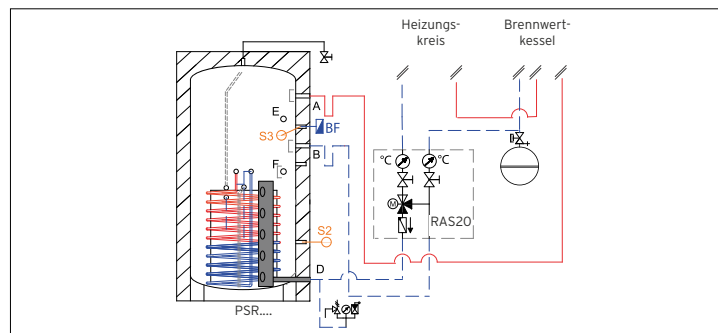 Heizungs-
kreis
Brennwert-
kessel
A
E
S3
BF
B
F
°C
°C
M
RAS20
S2
D
PSR....